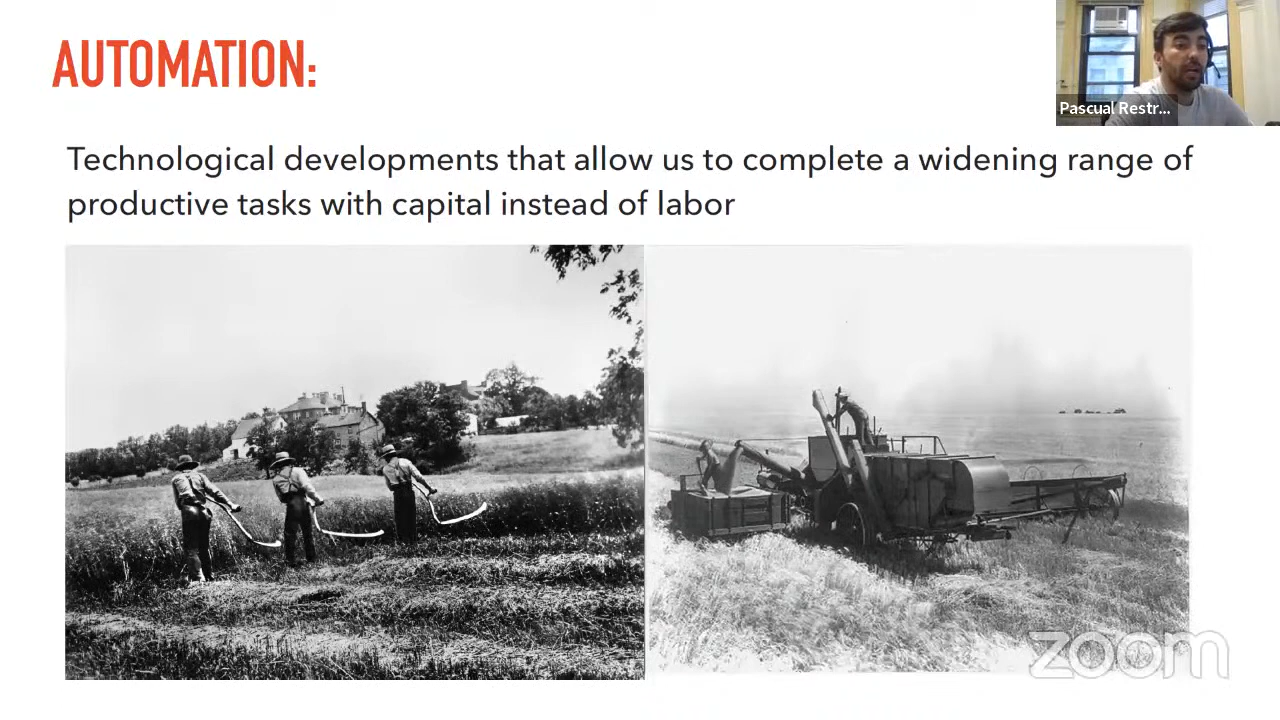 AUTOMATION:
Pascual Restr...
Technological developments that allow us to complete a widening range of
productive tasks with capital instead of labor
zoom